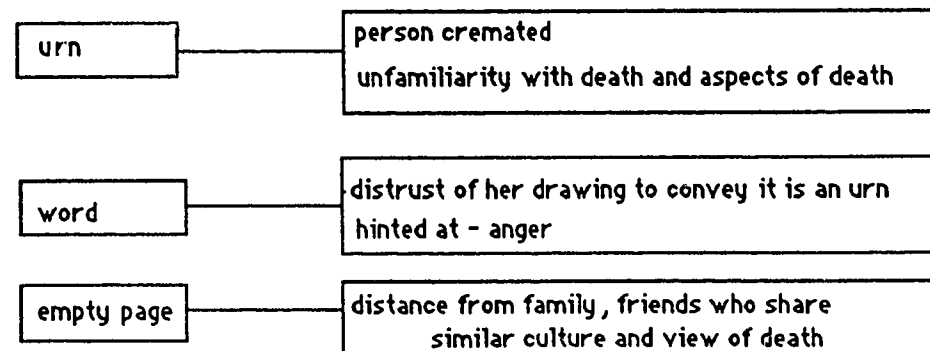 urn
person cremated
unfamiliarity with death and aspects of death
word
distrust of her drawing to convey it is an urn
hinted at - anger
empty page
distance from family, friends who share
similar culture and view of death